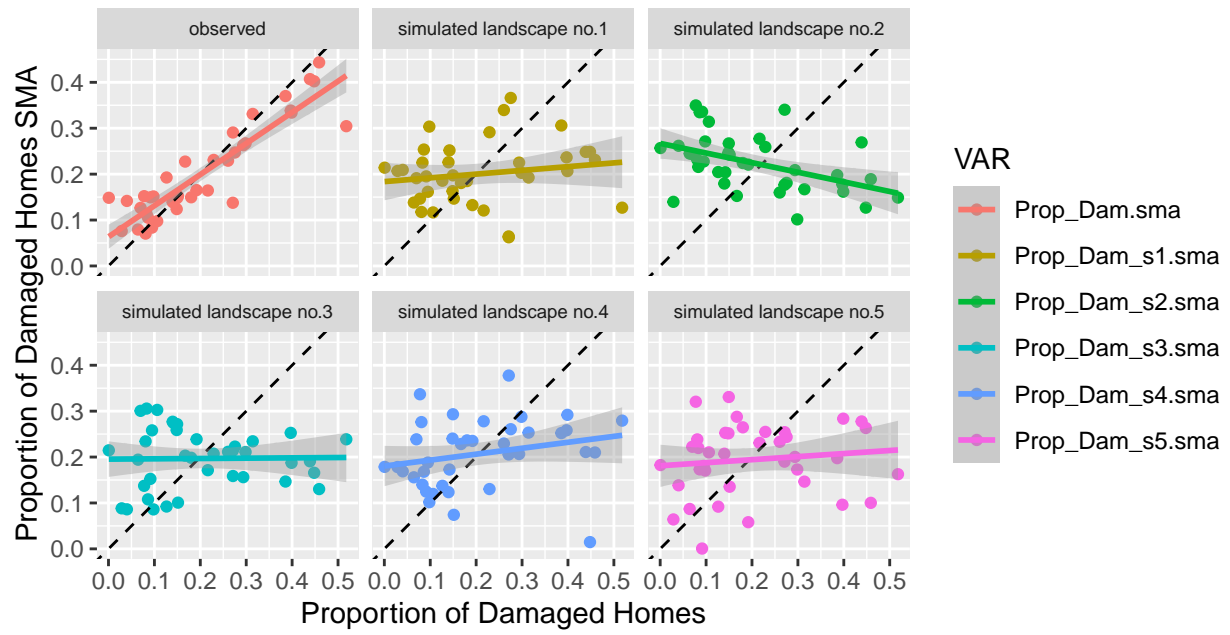 observed
simulated landscape no.1
simulated landscape no.2
0.4
0.3
0.2
0.1
0.0
simulated landscape no.3
simulated landscape no.4
simulated landscape no.5
0.4
0.3
0.2
0.1
0.0
0.0 0.1 0.2 0.3 0.4 0.5
0.0 0.1 0.2 0.3 0.4 0.5
0.0 0.1 0.2 0.3 0.4 0.5
Proportion of Damaged Homes
Proportion of Damaged Homes SMA
VAR
Prop_Dam.sma
Prop_Dam_s1.sma
Prop_Dam_s2.sma
Prop_Dam_s3.sma
Prop_Dam_s4.sma
Prop_Dam_s5.sma